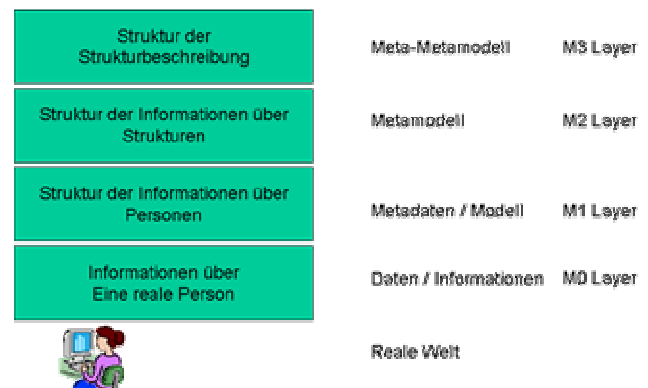 Struktur der
Strukturbeschreibung
Meta-Metamodell M3 Layer
Struktur der Informationen über
Strukturen
Metamodell M2 Layer
Struktur der Informationen über
Personen
Metadaten / Modell M1 Layer
Informationen über
Eine reale Person
Daten / Informationen M0 Layer
Reale Welt